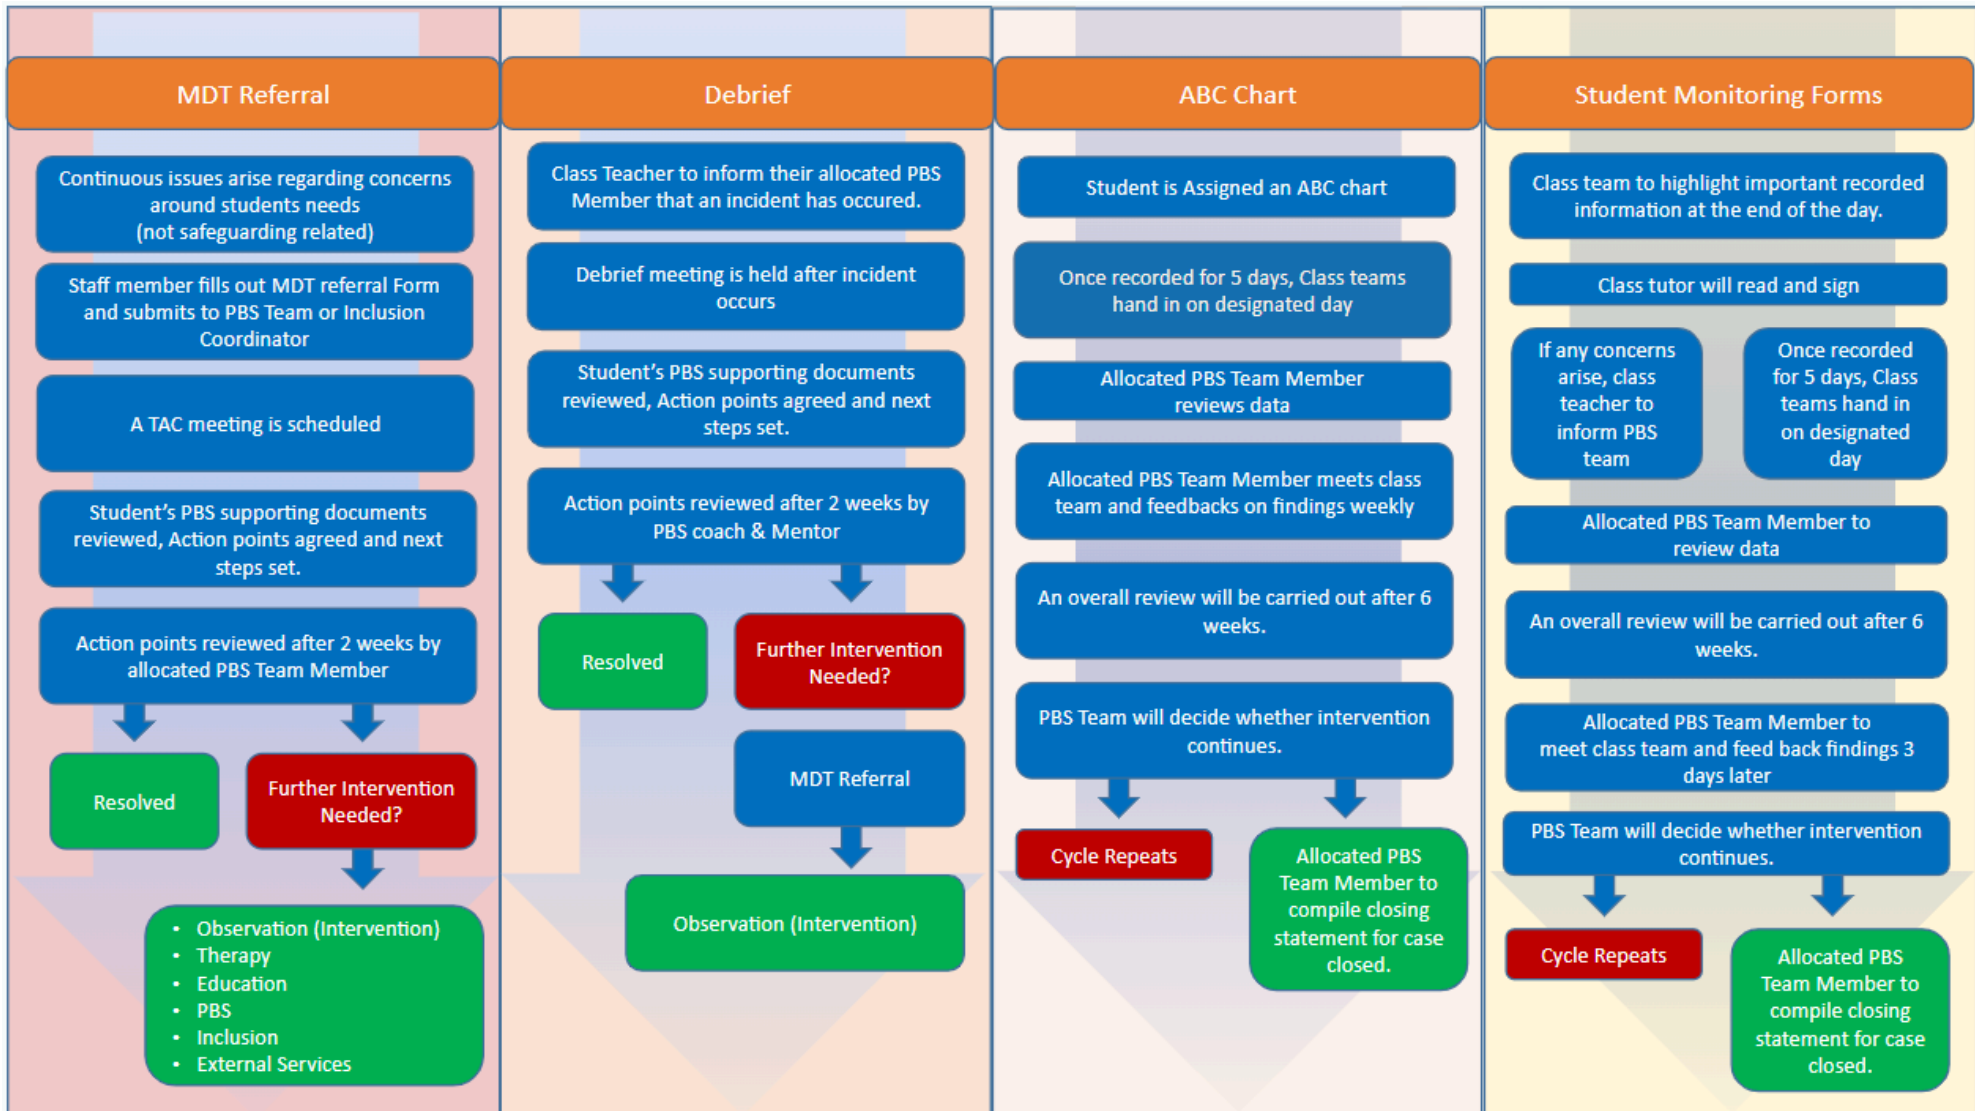 MDT Referral
Continuous issues arise regarding concerns
around students needs
(not safeguarding related)
Staff member fills out MDT referral Form
and submits to PBS Team or Inclusion
Coordinator
A TAC meeting is scheduled
Student's PBS supporting documents
reviewed, Action points agreed and next
steps set.
Action points reviewed after 2 weeks by
allocated PBS Team Member
Resolved
Further Intervention
Needed?
• Observation (Intervention)
• Therapy
• Education
• PBS
• Inclusion
• External Services
Debrief
Class Teacher to inform their allocated PBS
Member that an incident has occured.
Debrief meeting is held after incident
occurs
Student's PBS supporting documents
reviewed, Action points agreed and next
steps set.
Action points reviewed after 2 weeks by
PBS coach & Mentor
Resolved
Further Intervention
Needed?
MDT Referral
Observation (Intervention)
ABC Chart
Student is Assigned an ABC chart
Once recorded for 5 days, Class teams
hand in on designated day
Allocated PBS Team Member
reviews data
Allocated PBS Team Member meets class
team and feedbacks on findings weekly
An overall review will be carried out after 6
weeks.
PBS Team will decide whether intervention
continues.
Cycle Repeats
Allocated PBS
Team Member to
compile closing
statement for case
closed.
Student Monitoring Forms
Class team to highlight important recorded
information at the end of the day.
Class tutor will read and sign
If any concerns
arise, class
teacher to
inform PBS
team
Once recorded
for 5 days, Class
teams hand in
on designated
day
Allocated PBS Team Member to
review data
An overall review will be carried out after 6
weeks.
Allocated PBS Team Member to
meet class team and feed back findings 3
days later
PBS Team will decide whether intervention
continues.
Cycle Repeats
Allocated PBS
Team Member to
compile closing
statement for case
closed.